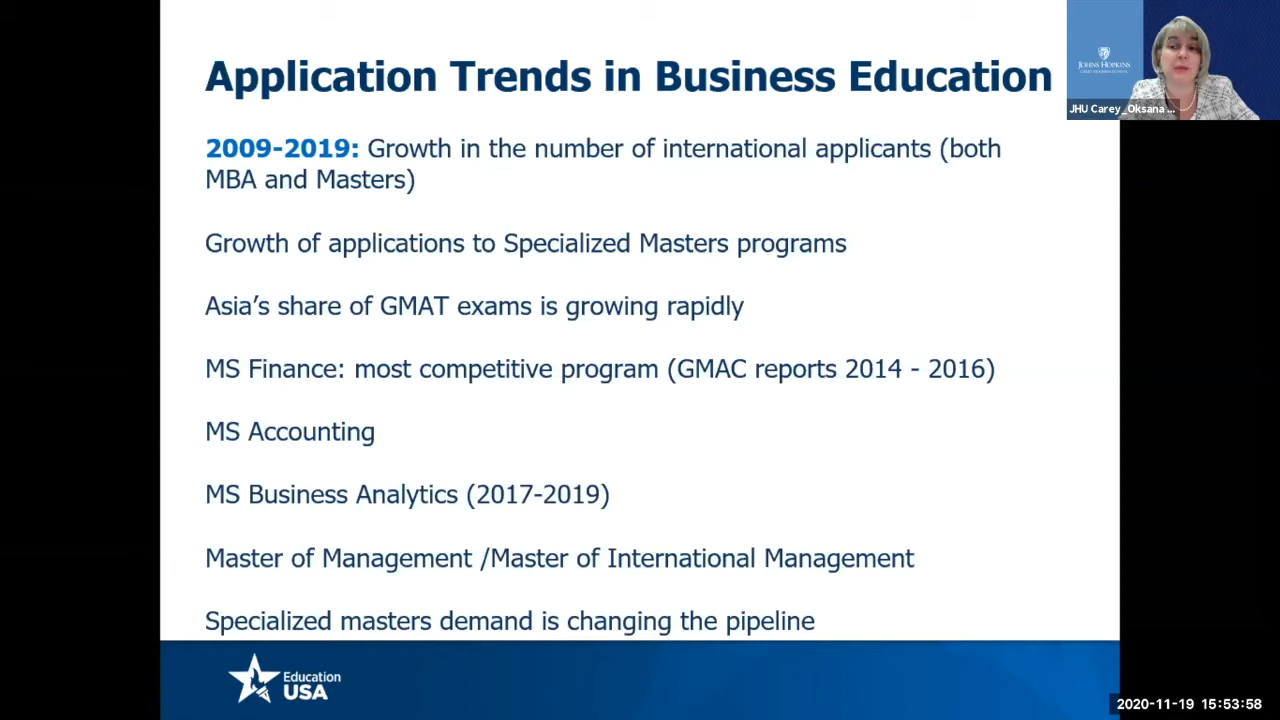 Application Trends in Business Education
2009-2019: Growth in the number of international applicants (both
MBA and Masters)
Growth of applications to Specialized Masters programs
Asia’s share of GMAT exams is growing rapidly
MS Finance: most competitive program (GMAC reports 2014 - 2016)
MS Accounting
MS Business Analytics (2017-2019)
Master of Management /Master of International Management
Specialized masters demand is changing the pipeline
Education
USA
JOHNS HOPKINS
JHU Carey_Oksana ...
2020-11-19 15:53:58